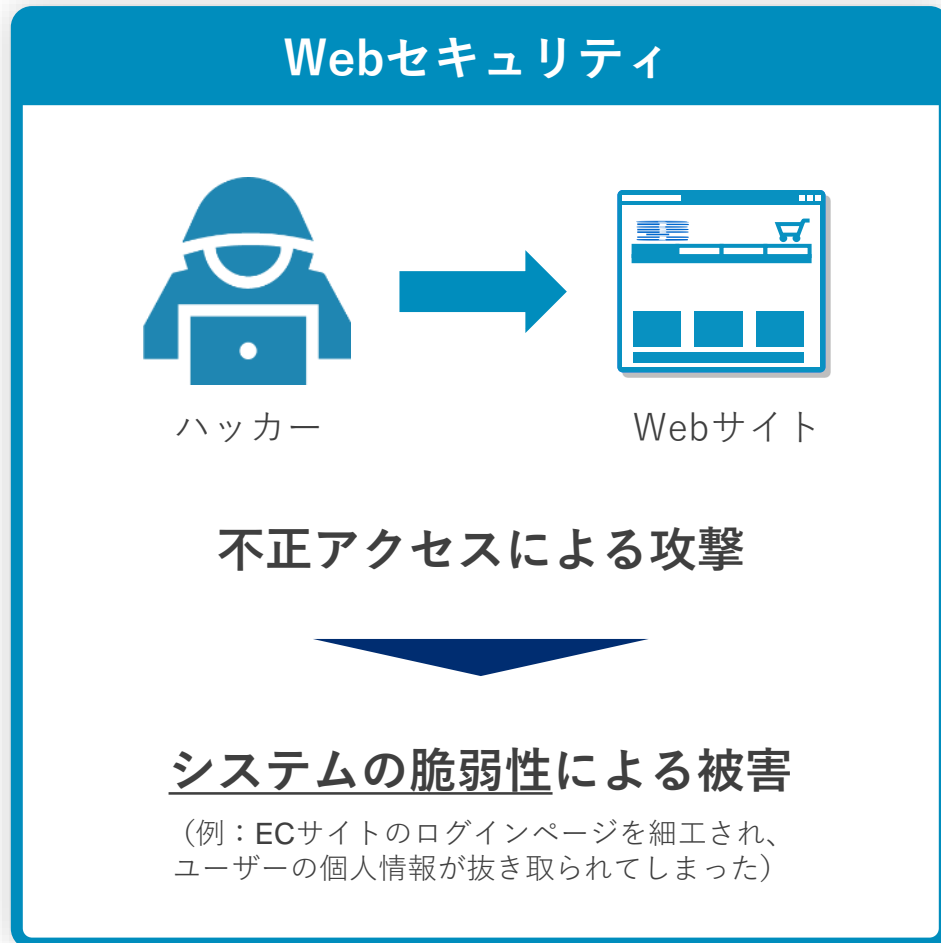 Webセキュリティ
ハッカー
Webサイト
不正アクセスによる攻撃
システムの脆弱性による被害
（例：ECサイトのログインページを細工され、
ユーザーの個人情報が抜き取られてしまった）